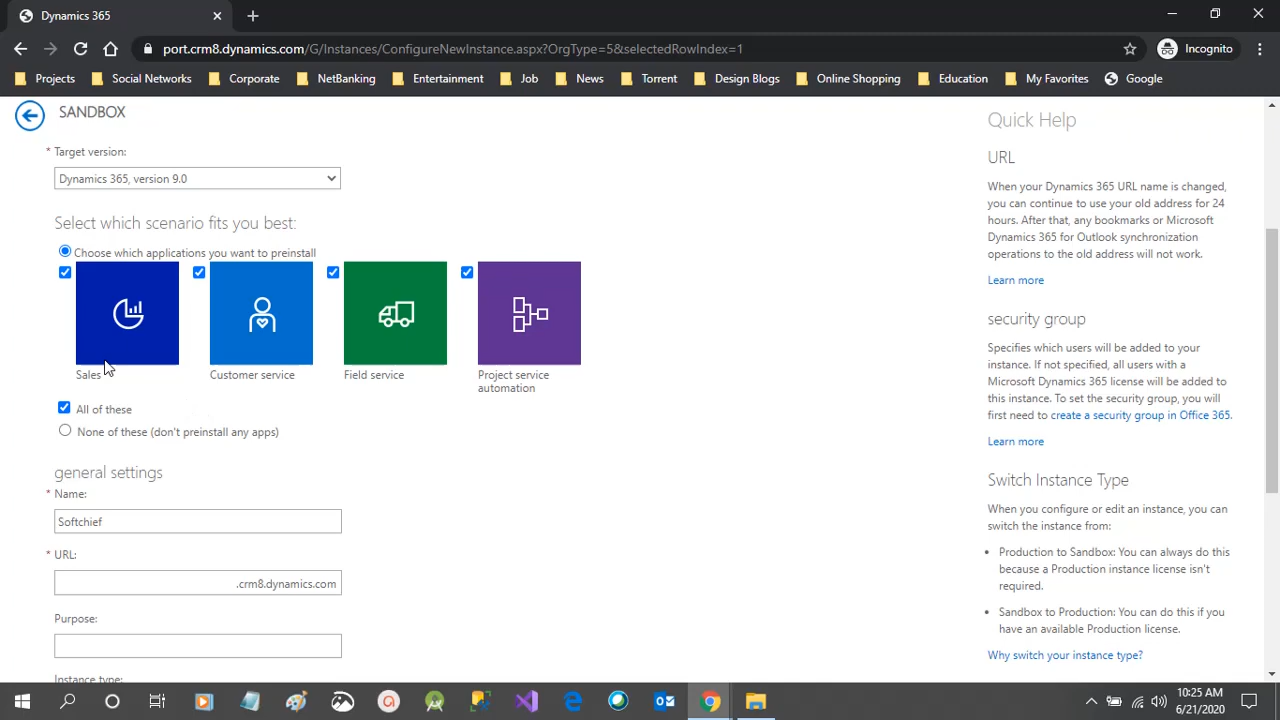 Dynamics 365
port.crm8.dynamics.com/G/Instances/ConfigureNewInstance.aspx?OrgType=5&selectedRowIndex=1
Incognito
Projects Social Networks Corporate NetBanking Entertainment Job News Torrent Design Blogs Online Shopping Education My Favorites Google
SANDBOX
* Target version:
Dynamics 365, version 9.0
Select which scenario fits you best:
Choose which applications you want to preinstall
Sales
Customer service
Field service
Project service
automation
All of these
None of these (don't preinstall any apps)
general settings
* Name:
Softchief
* URL:
.crm8.dynamics.com
Purpose:
Instance type:
Quick Help
URL
When your Dynamics 365 URL name is changed,
you can continue to use your old address for 24
hours. After that, any bookmarks or Microsoft
Dynamics 365 for Outlook synchronization
operations to the old address will not work.
Learn more
security group
Specifies which users will be added to your
instance. If not specified, all users with a
Microsoft Dynamics 365 license will be added to
this instance. To set the security group, you will
first need to create a security group in Office 365.
Learn more
Switch Instance Type
When you configure or edit an instance, you can
switch the instance from:
• Production to Sandbox: You can always do this
because a Production instance license isn't
required.
• Sandbox to Production: You can do this if you
have an available Production license.
Why switch your instance type?
10:25 AM
6/21/2020